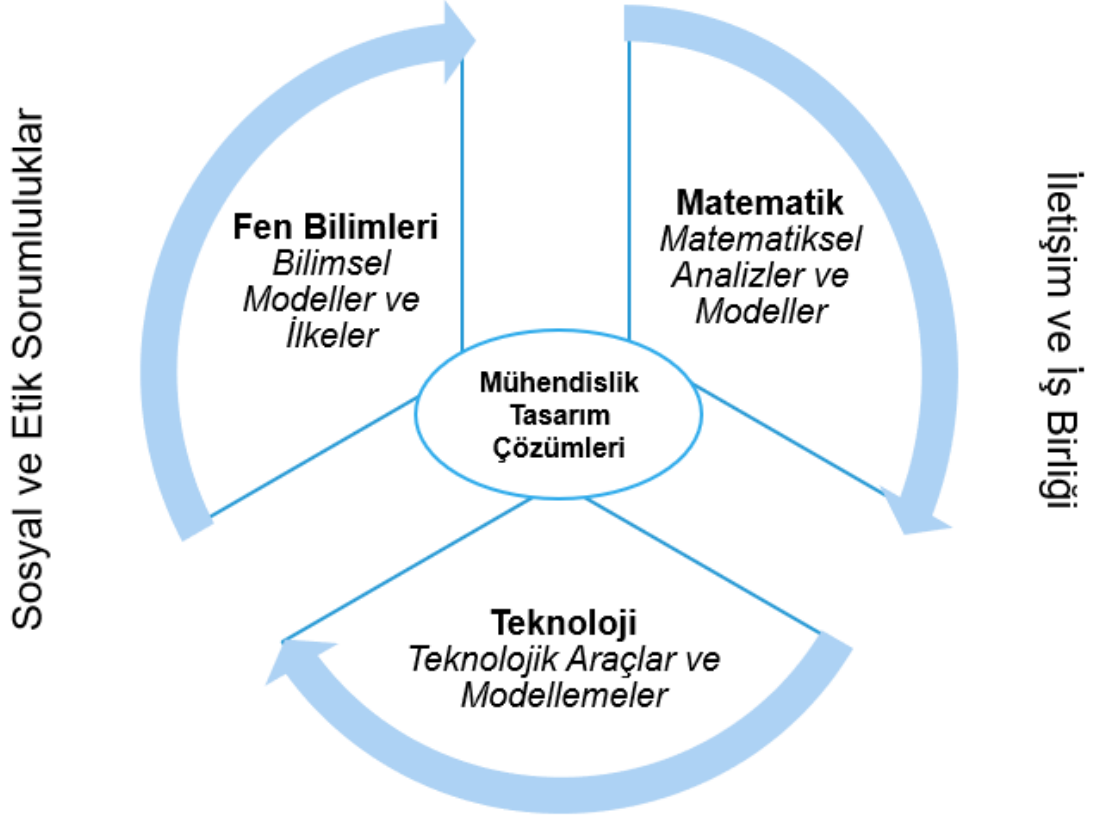 Sosyal ve Etik Sorumluluklar
Fen Bilimleri
Bilimsel
Modeller ve
İlkeler
Matematik
Matematiksel
Analizler ve
Modeller
Mühendislik
Tasarım
Çözümleri
Teknoloji
Teknolojik Araçlar ve
Modellemeler
İletişim ve İş Birliği